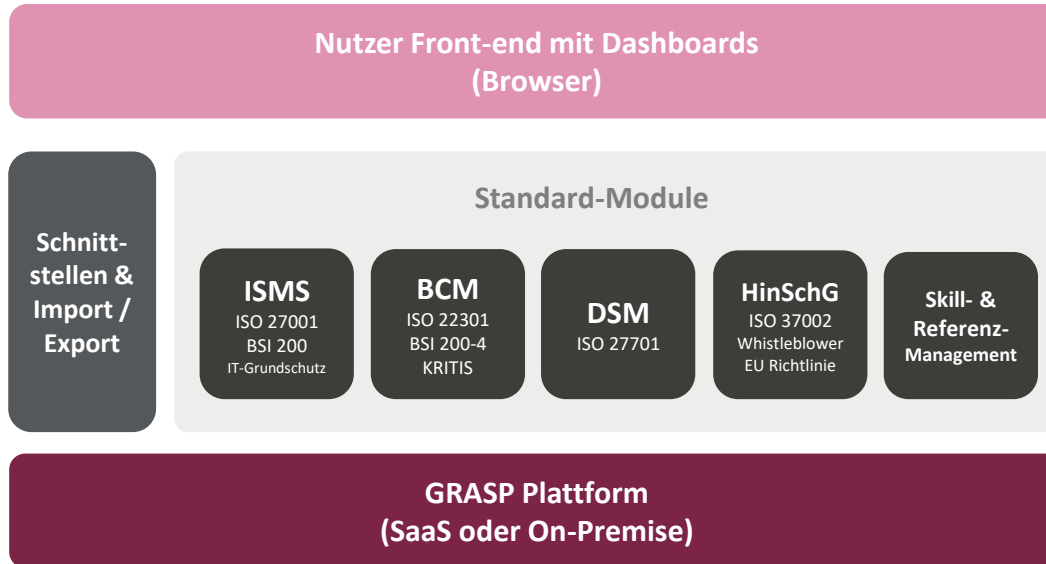 Nutzer Front-end mit Dashboards
(Browser)
Schnitt-
stellen &
Import /
Export
Standard-Module
ISMS
ISO 27001
BSI 200
IT-Grundschutz
BCM
ISO 22301
BSI 200-4
KRITIS
DSM
ISO 27701
HinSchG
ISO 37002
Whistleblower
EU Richtlinie
Skill- &
Referenz-
Management
GRASP Plattform
(SaaS oder On-Premise)